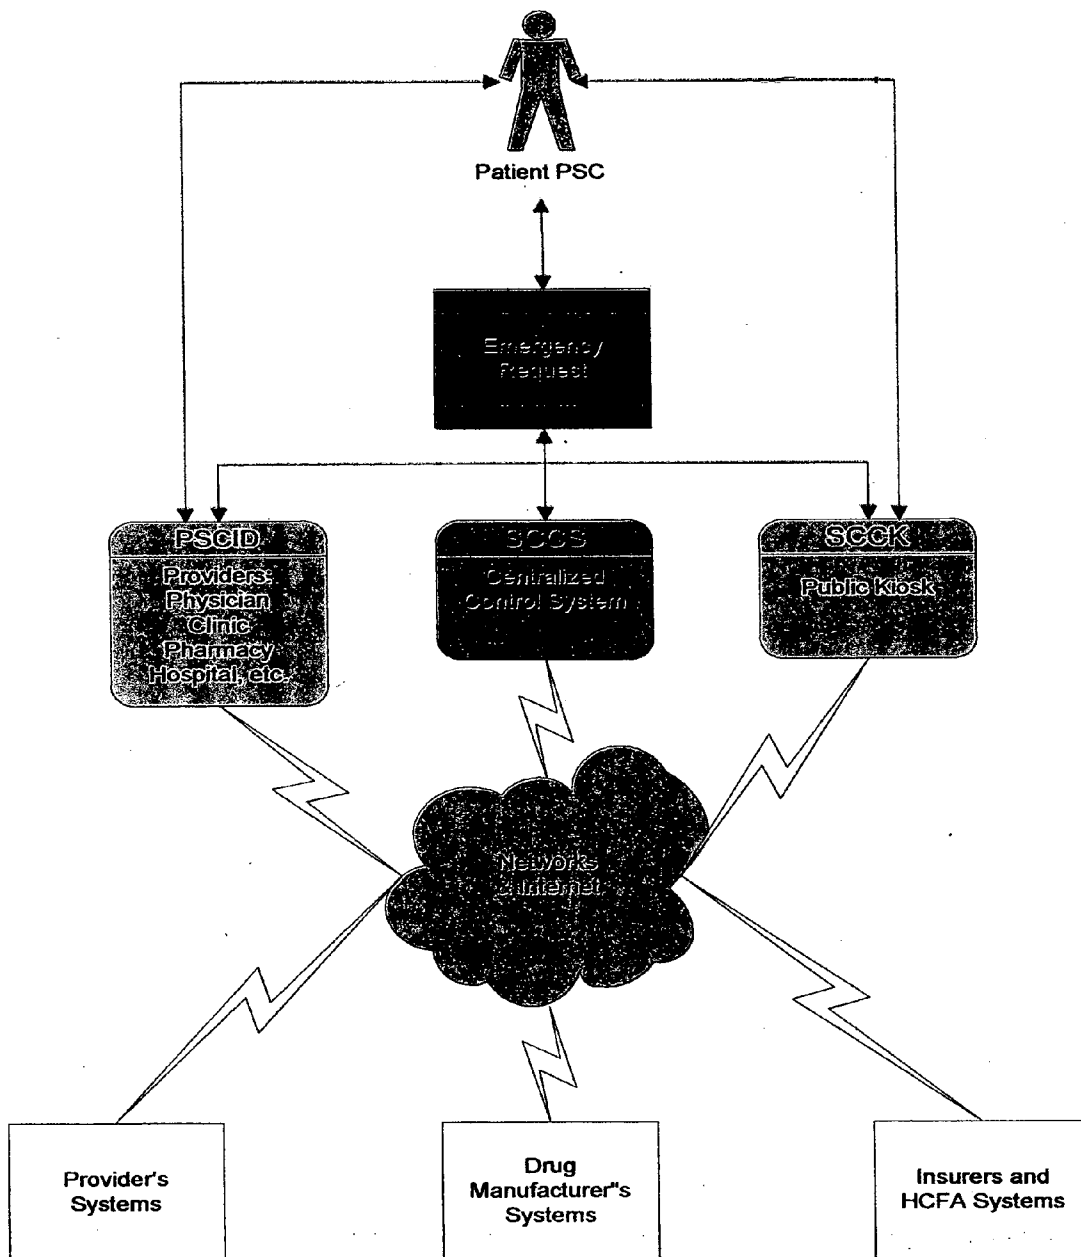 Patient PSC
Emergency
Request
PSCID
Providers:
Physician
Clinic
Pharmacy
Hospital, etc.
SCCS
Centralized
Control System
SCCK
Public Kiosk
Networks
& Internet
Provider's
Systems
Drug
Manufacturer"s
Systems
Insurers and
HCFA Systems